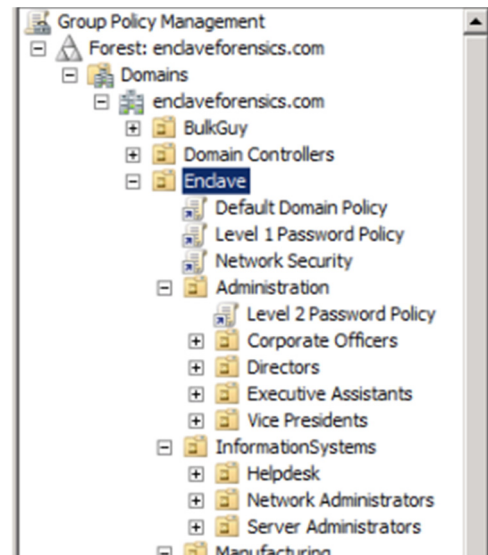 Group Policy Management
Forest: enclaveforensics.com
Domains
enclaveforensics.com
BulkGuy
Domain Controllers
Enclave
Default Domain Policy
Level 1 Password Policy
Network Security
Administration
Level 2 Password Policy
Corporate Officers
Directors
Executive Assistants
Vice Presidents
InformationSystems
Helpdesk
Network Administrators
Server Administrators
Manufacturing